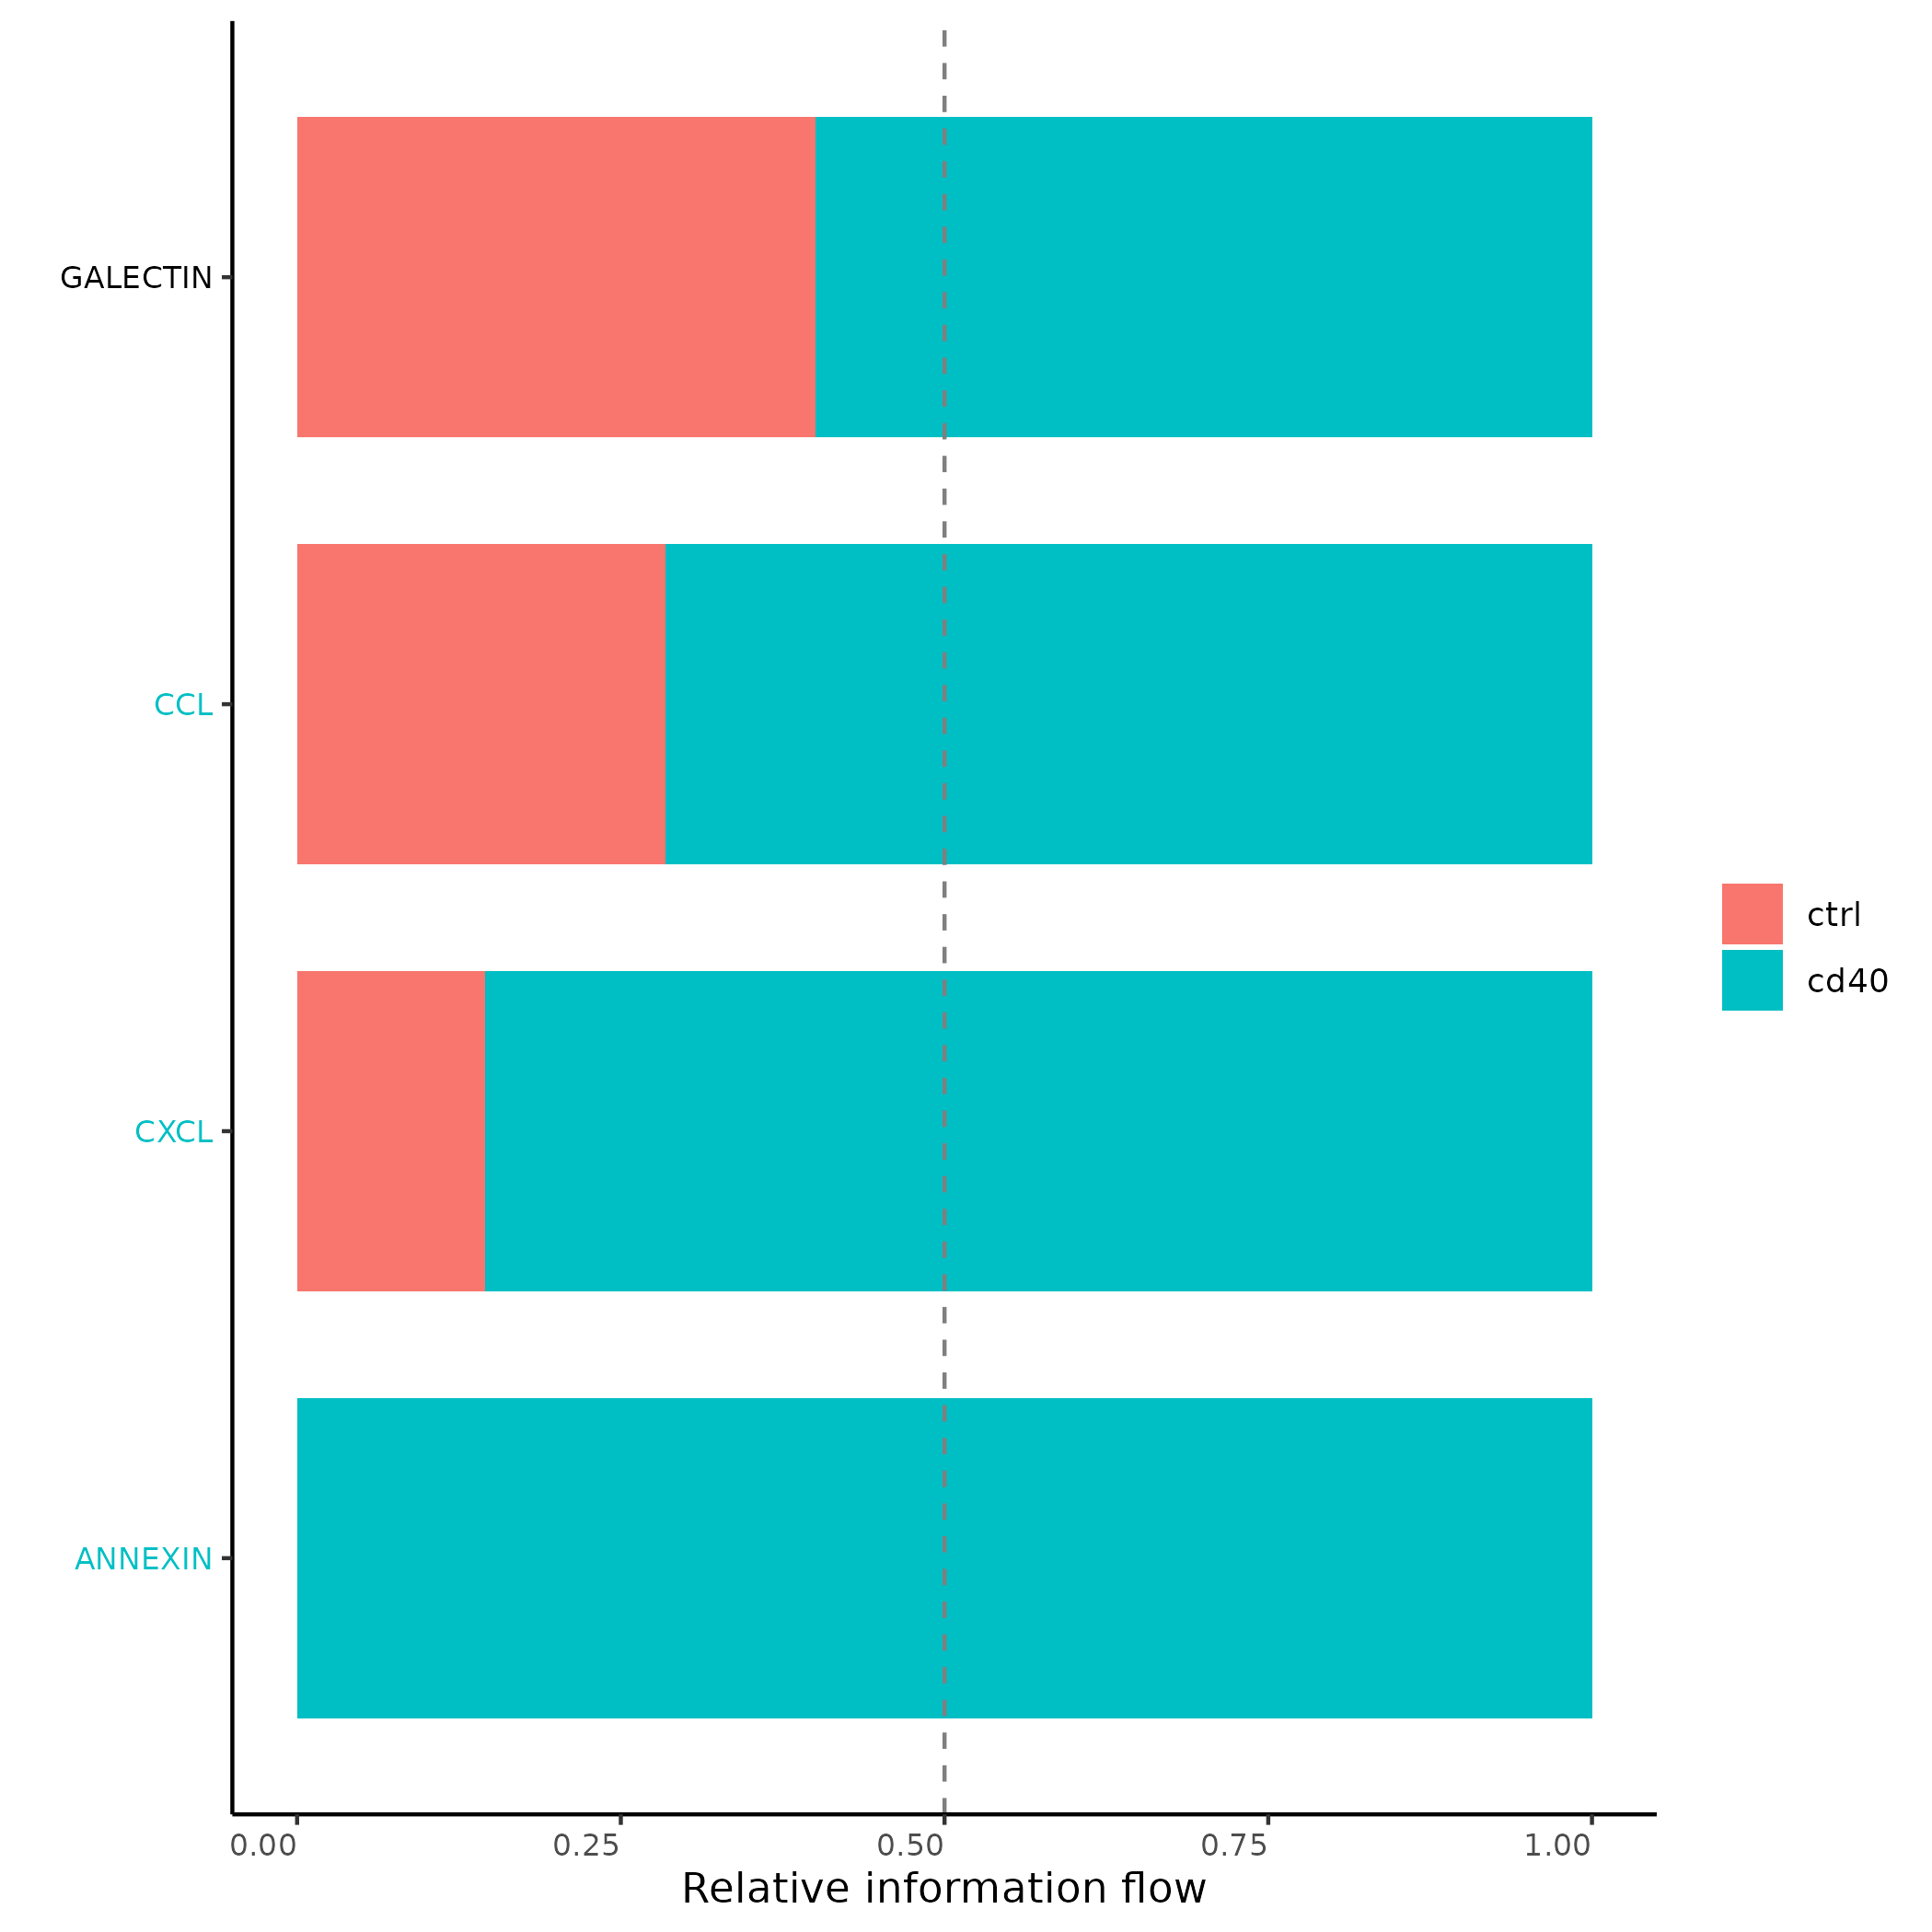 GALECTIN
CCL
CXCL
ANNEXIN
ctrl
cd40
0.00 0.25 0.50 0.75 1.00
Relative information flow